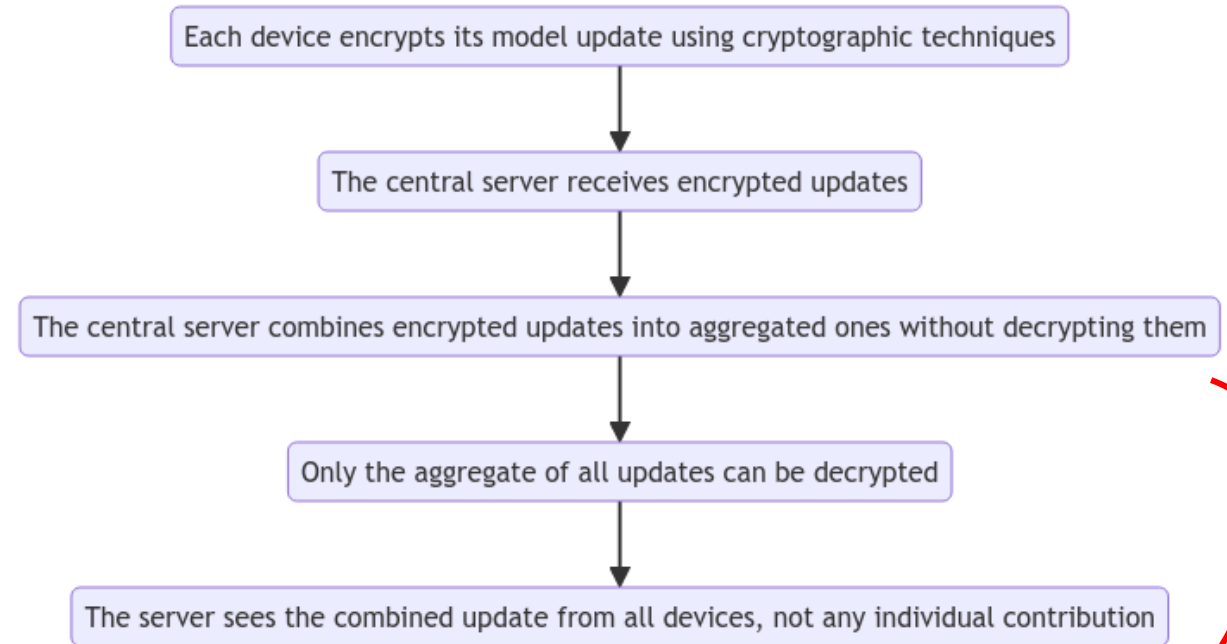 Each device encrypts its model update using cryptographic techniques
The central server receives encrypted updates
The central server combines encrypted updates into aggregated ones without decrypting them
Only the aggregate of all updates can be decrypted
The server sees the combined update from all devices, not any individual contribution